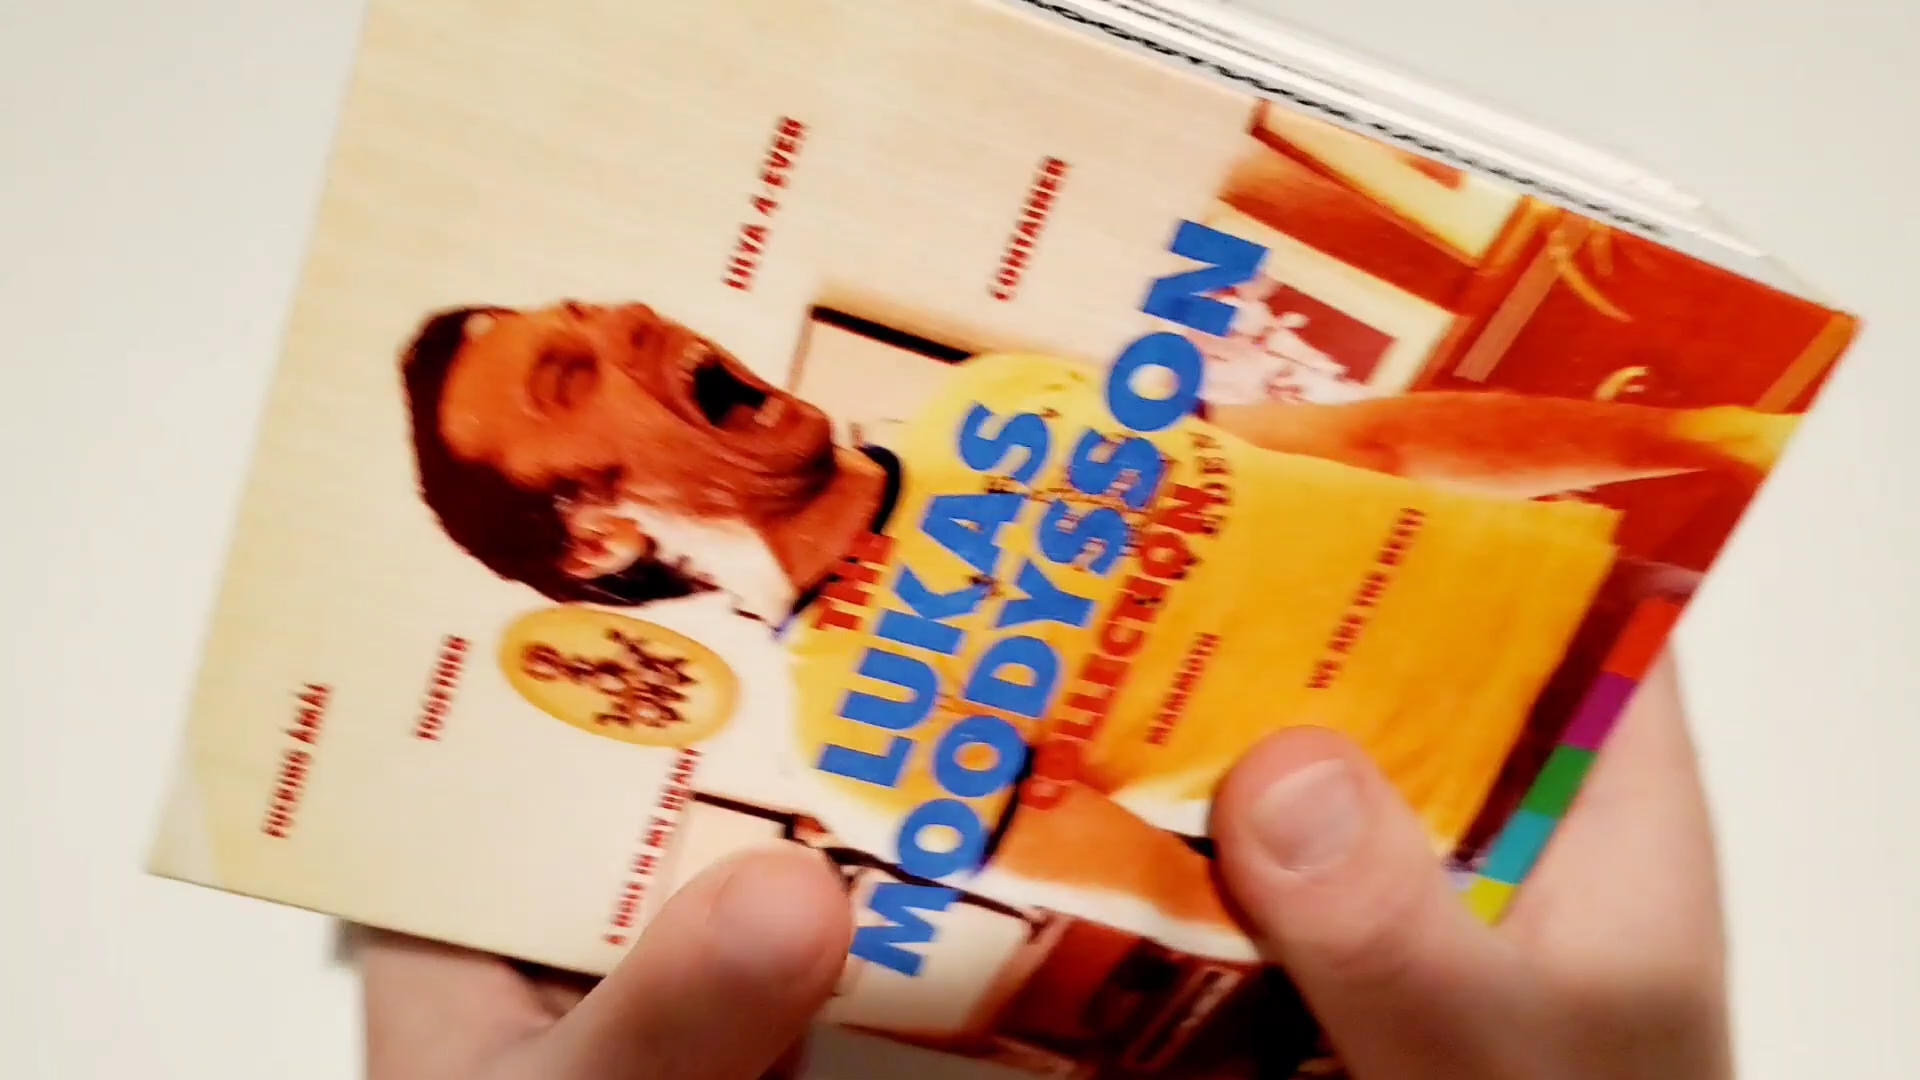 FUCKING ÅMÅL
TOGETHER
LILYA 4-EVER
A HOLE IN MY HEART
CONTAINER
THE
LUKAS
MOODYSSON
COLLECTION
MAMMOTH
WE ARE THE BEST!